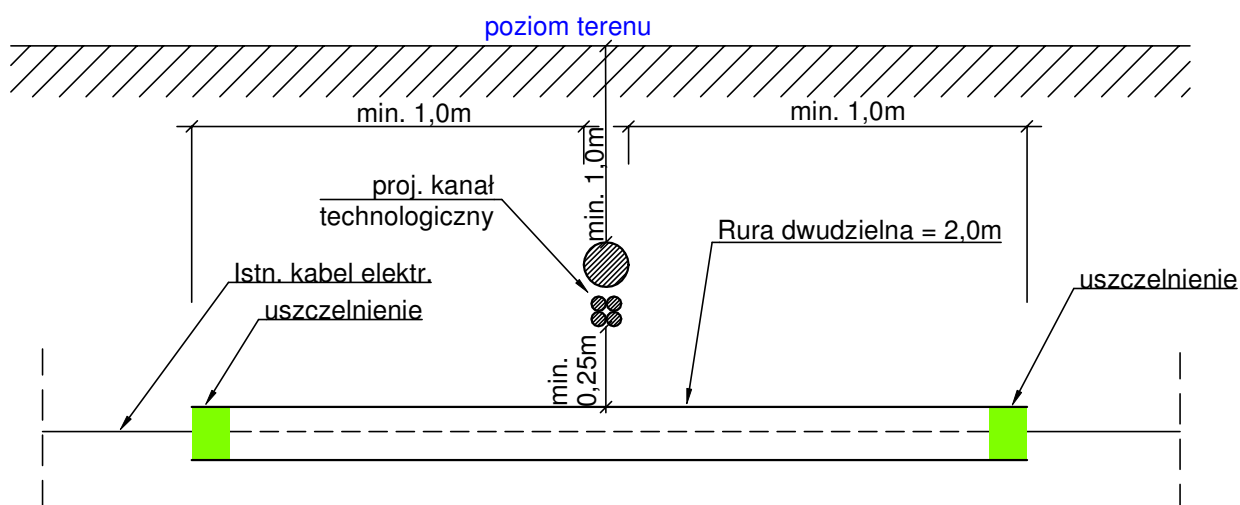 poziom terenu
min. 1,0m
min. 1,0m
min. 1,0m
proj. kanał
technologiczny
Rura dwudzielna = 2,0m
Istn. kabel elektr.
uszczelnienie
uszczelnienie
min.
0,25m